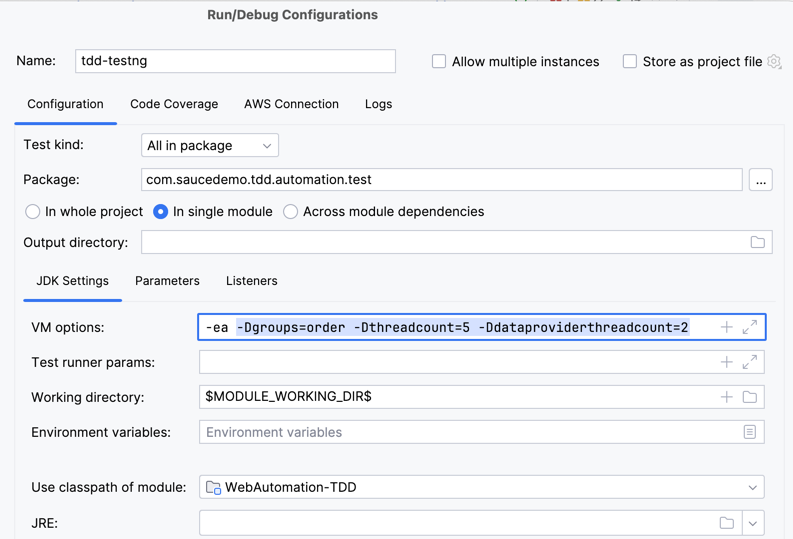 Run/Debug Configurations
Name: tdd-testng Allow multiple instances Store as project file
Configuration Code Coverage AWS Connection Logs
Test kind: All in package
Package: com.saucedemo.tdd.automation.test ...
In whole project In single module Across module dependencies
Output directory:
JDK Settings Parameters Listeners
VM options: -ea -Dgroups=order -Dthreadcount=5 -Ddataproviderthreadcount=2
Test runner params:
Working directory: $MODULE_WORKING_DIR$
Environment variables: Environment variables
Use classpath of module: WebAutomation-TDD
JRE: